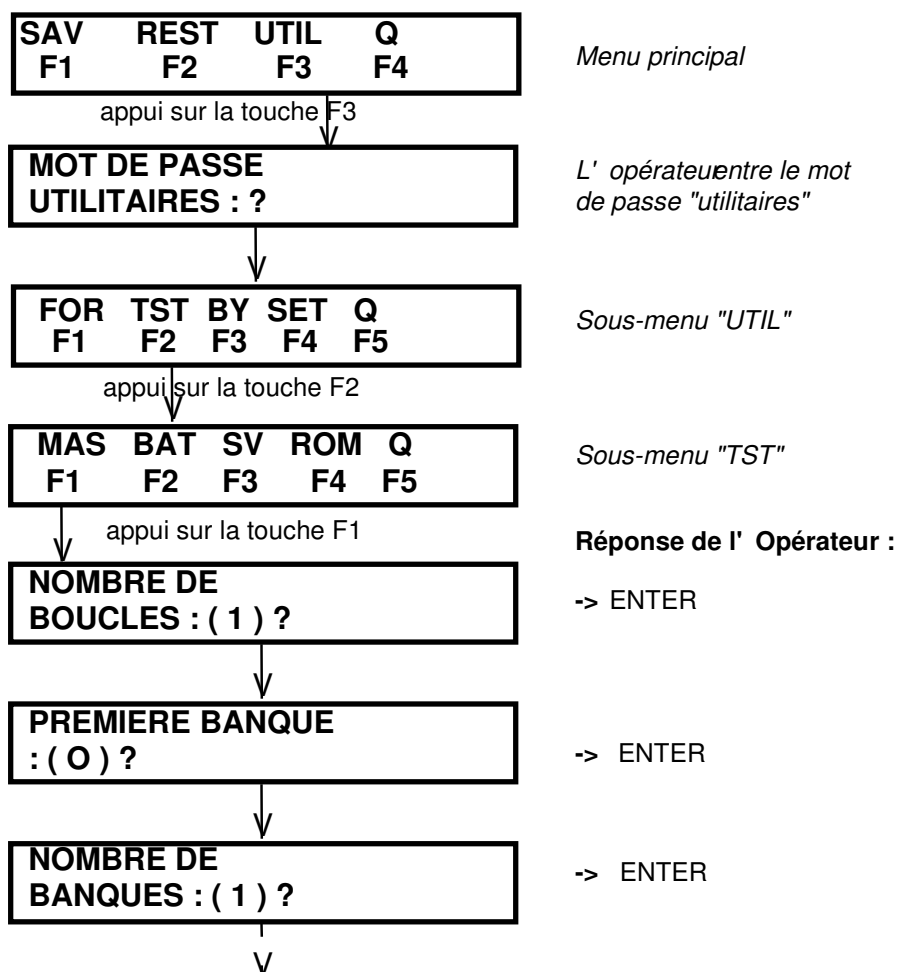 SAV REST UTIL Q
F1 F2 F3 F4
Menu principal
appui sur la touche F3
MOT DE PASSE
UTILITAIRES : ?
L' opérateurentre le mot
de passe "utilitaires"
FOR TST BY SET Q
F1 F2 F3 F4 F5
Sous-menu "UTIL"
appui sur la touche F2
MAS BAT SV ROM Q
F1 F2 F3 F4 F5
Sous-menu "TST"
appui sur la touche F1
Réponse de l' Opérateur :
NOMBRE DE
BOUCLES : ( 1 ) ?
-> ENTER
PREMIERE BANQUE
: ( O ) ?
-> ENTER
NOMBRE DE
BANQUES : ( 1 ) ?
-> ENTER